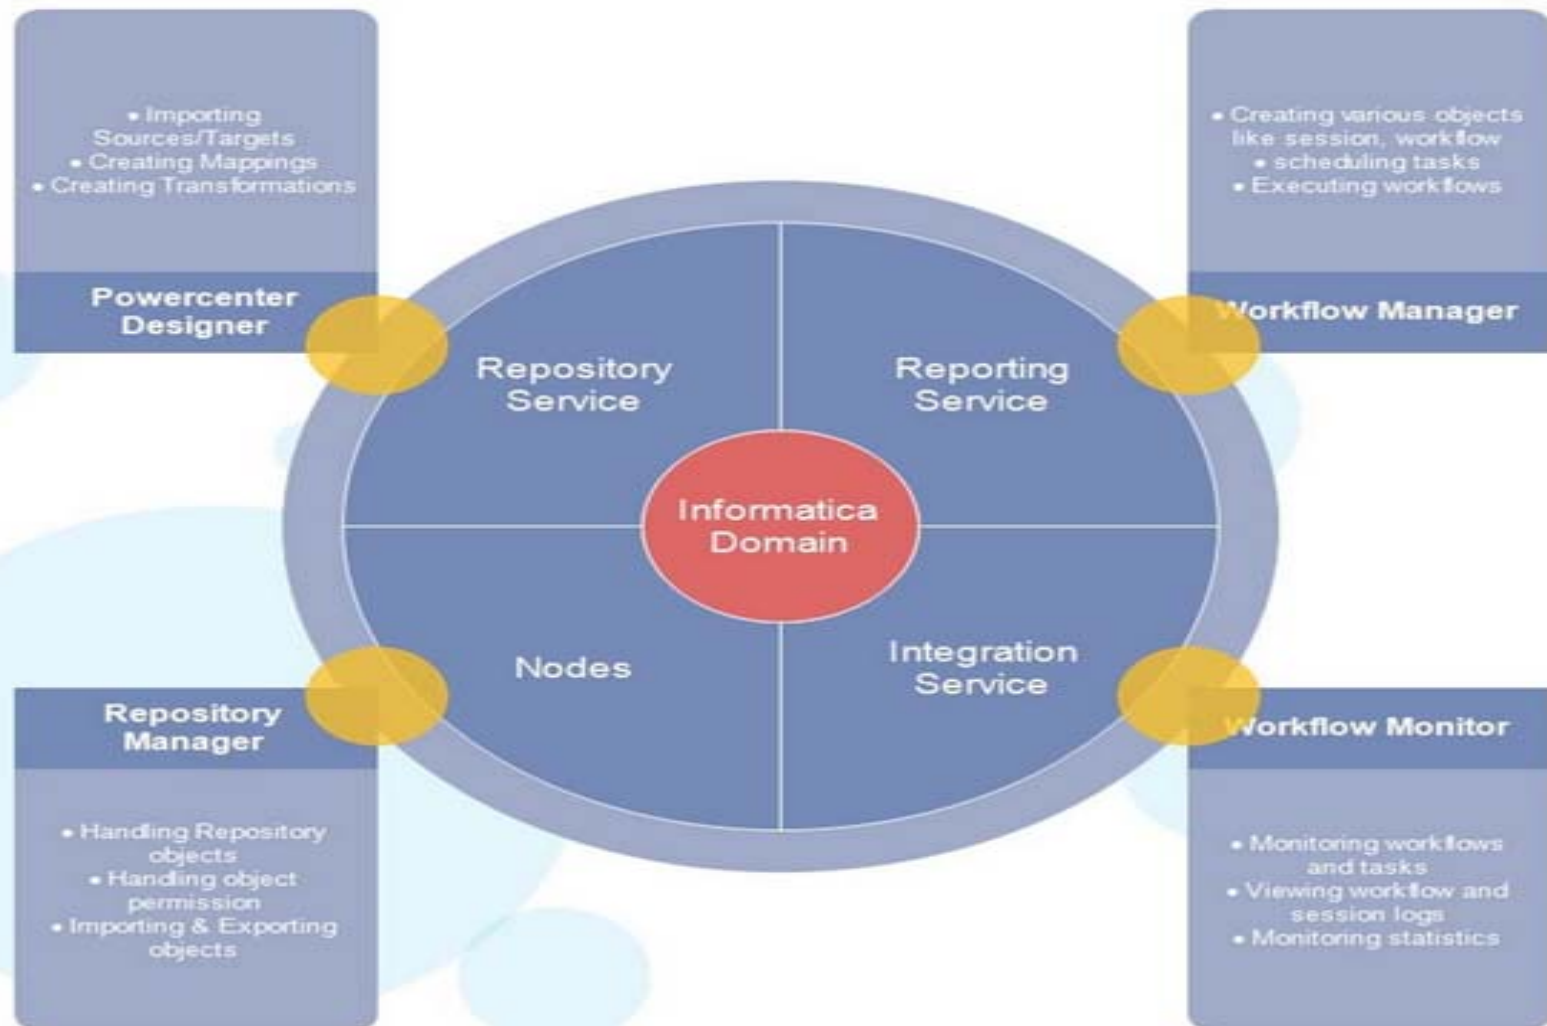 • Importing
Sources/Targets
• Creating Mappings
• Creating Transformations
Powercenter
Designer
• Creating various objects
like session, workflow
• scheduling tasks
• Executing workflows
Workflow Manager
Repository
Service
Reporting
Service
Informatica
Domain
Nodes
Integration
Service
Repository
Manager
• Handling Repository
objects
• Handling object
permission
• Importing & Exporting
objects
Workflow Monitor
• Monitoring workflows
and tasks
• Viewing workflow and
session logs
• Monitoring statistics